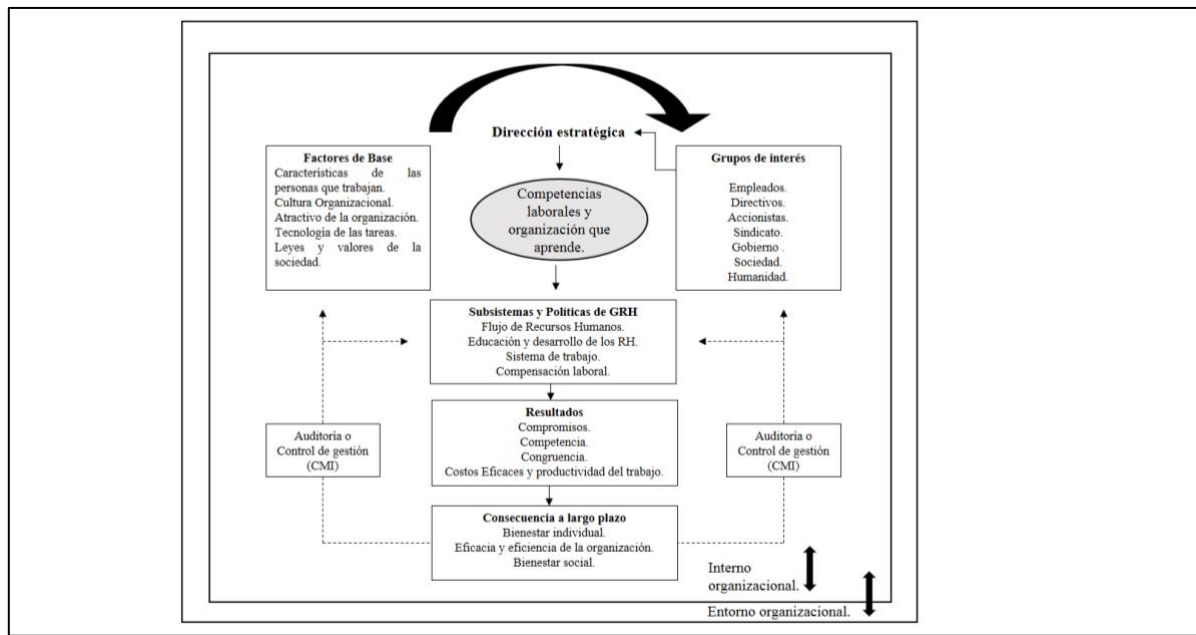 Dirección estratégica
Factores de Base
Características de las
personas que trabajan.
Cultura Organizacional.
Atractivo de la organización.
Tecnología de las tareas.
Leyes y valores de la
sociedad.
Competencias
laborales y
organización que
aprende.
Grupos de interés
Empleados.
Directivos.
Accionistas.
Sindicato.
Gobierno .
Sociedad.
Humanidad.
Subsistemas y Políticas de GRH
Flujo de Recursos Humanos.
Educación y desarrollo de los RH.
Sistema de trabajo.
Compensación laboral.
Resultados
Compromisos.
Competencia.
Congruencia.
Costos Eficaces y productividad del trabajo.
Auditoría o
Control de gestión
(CMI)
Auditoría o
Control de gestión
(CMI)
Consecuencia a largo plazo
Bienestar individual.
Eficacia y eficiencia de la organización.
Bienestar social.
Interno
organizacional.
Entorno organizacional.